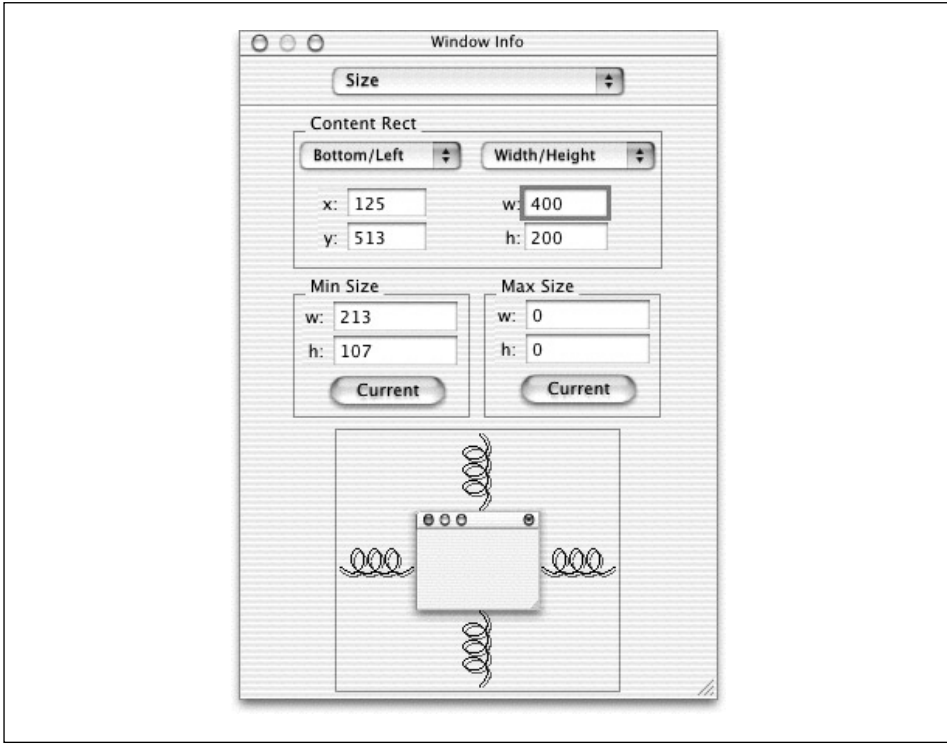 Window Info
Size
Content Rect
Bottom/Left Width/Height
x: 125 w: 400
y: 513 h: 200
Min Size Max Size
w: 213 w: 0
h: 107 h: 0
Current Current